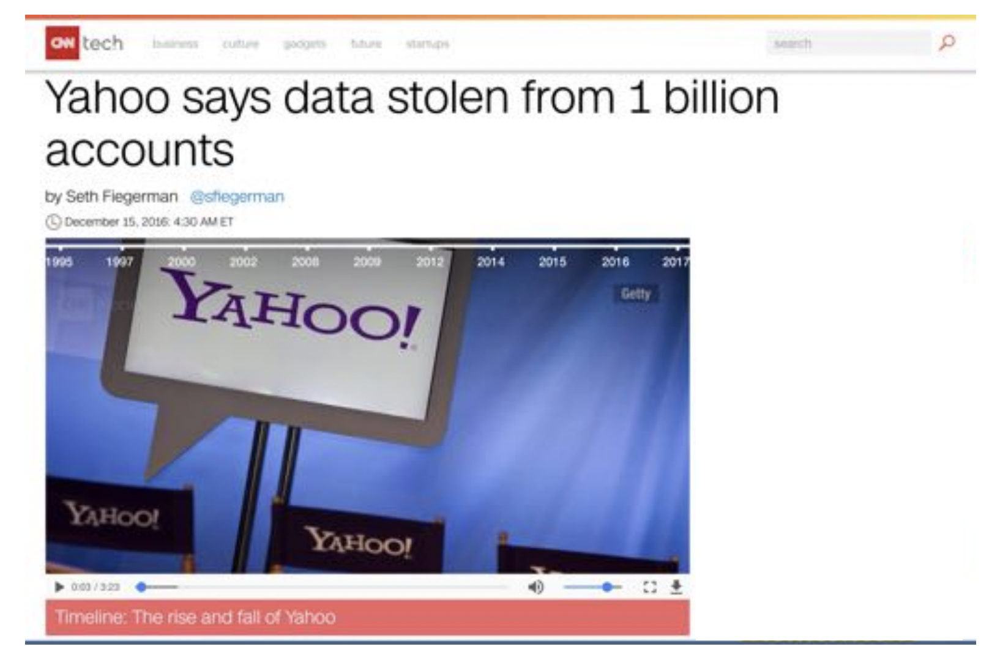 CNN tech business culture gadgets future startups search
Yahoo says data stolen from 1 billion
accounts
by Seth Fiegerman @sfiegerman
December 15, 2016: 4:30 AM ET
1995 1997 2000 2002 2008 2009 2012 2014 2015 2016 2017
Getty
YAHOO!
YAHOO!
YAHOO!
0:03 / 3:23
Timeline: The rise and fall of Yahoo